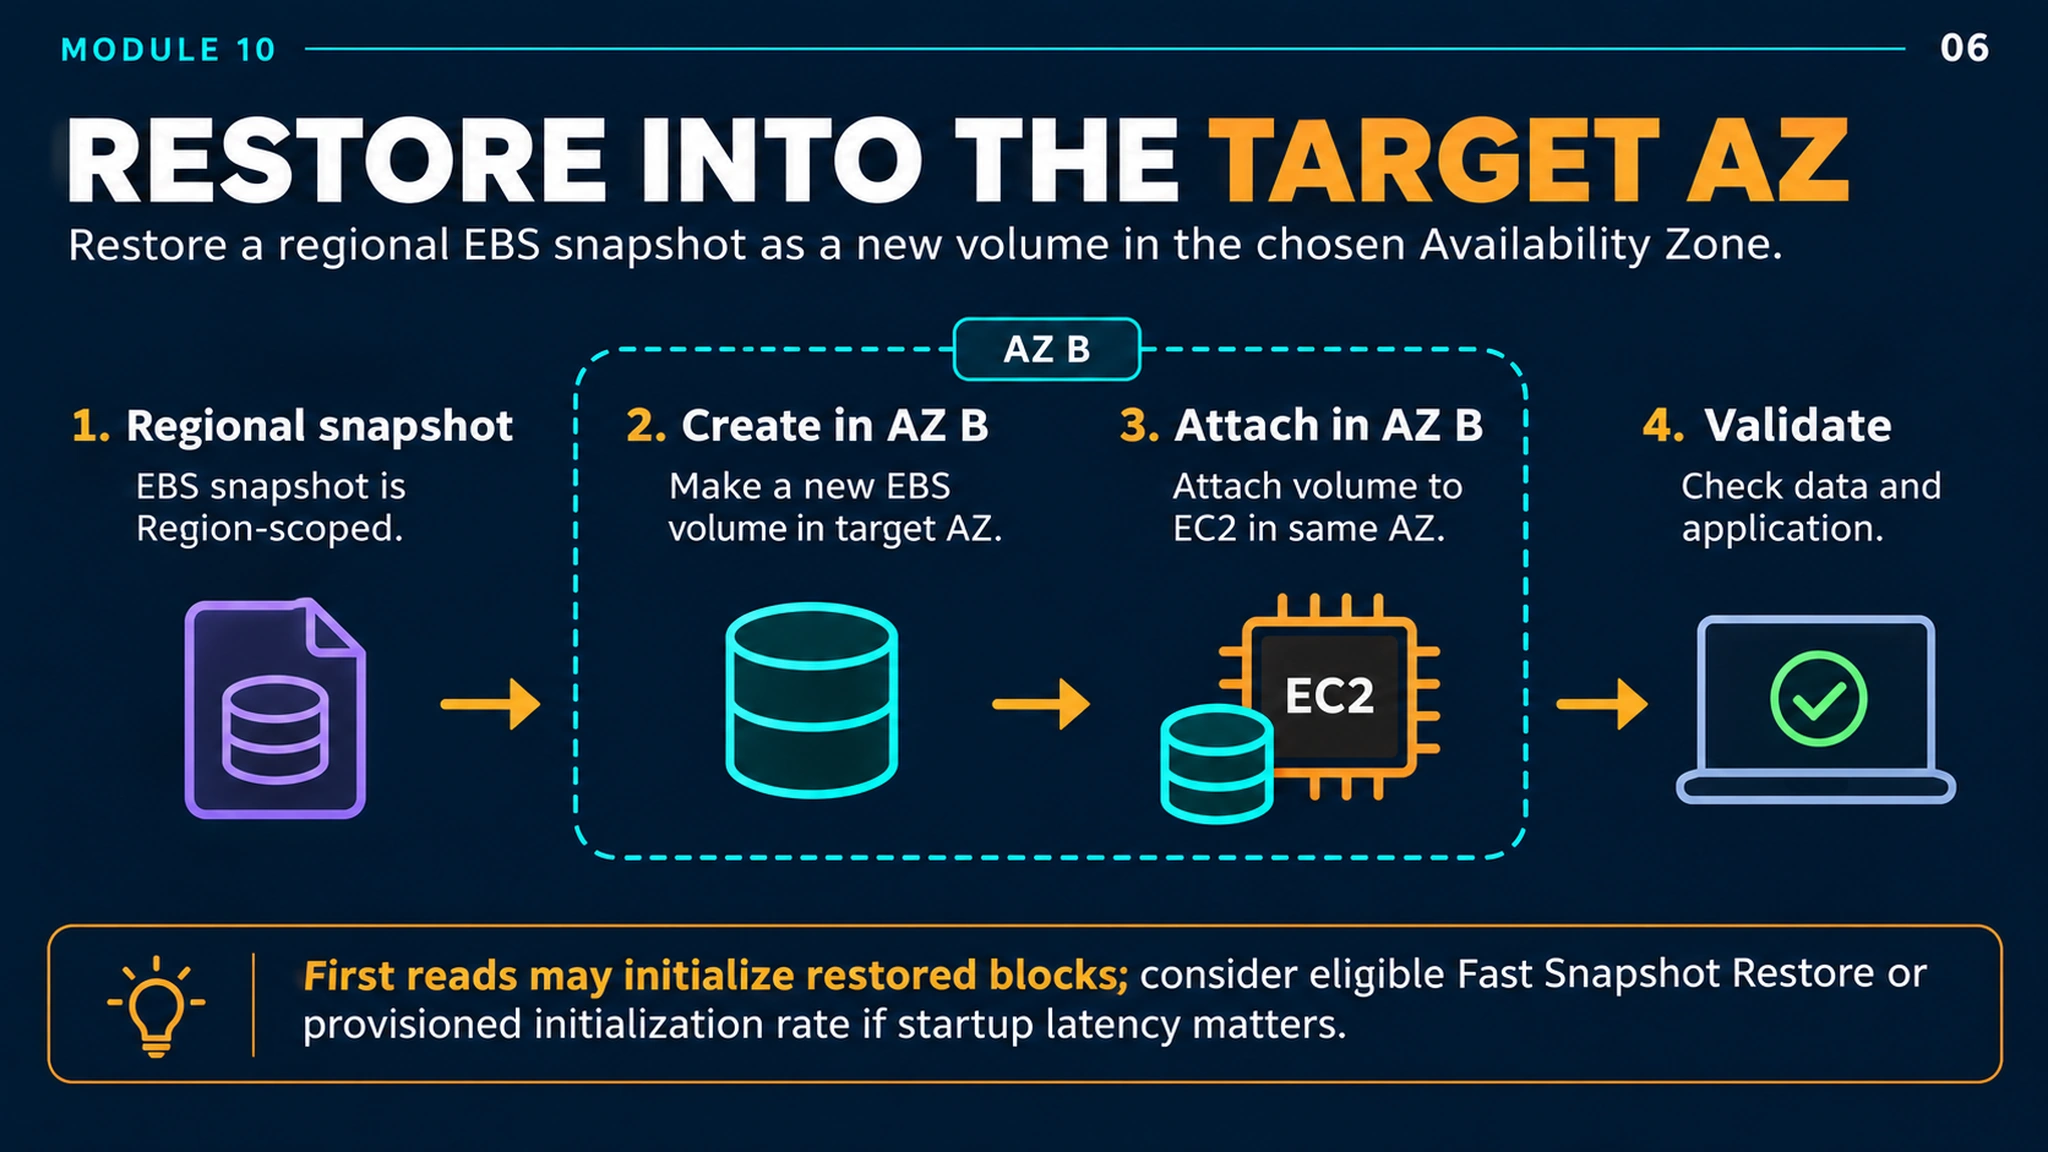 MODULE 10
06
RESTORE INTO THE TARGET AZ
Restore a regional EBS snapshot as a new volume in the chosen Availability Zone.
AZ B
1. Regional snapshot
EBS snapshot is
Region-scoped.
2. Create in AZ B
Make a new EBS
volume in target AZ.
3. Attach in AZ B
Attach volume to
EC2 in same AZ.
EC2
4. Validate
Check data and
application.
First reads may initialize restored blocks; consider eligible Fast Snapshot Restore or
provisioned initialization rate if startup latency matters.